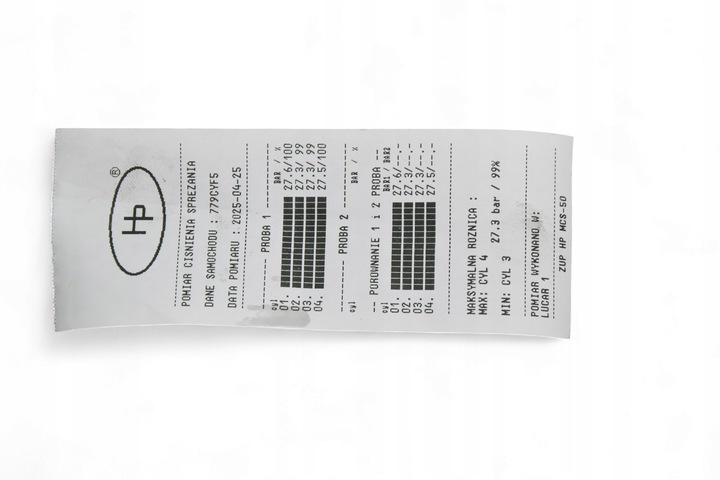 HP ®
POMIAR CISNIENIA SPREZANIA
DANE SAMOCHODU : 779CYF5
DATA POMIARU : 2025-04-25
---- PROBA 1 ----
cyl BAR / %
01. 27.6/100
02. 27.3/ 99
03. 27.3/ 99
04. 27.5/100
---- PROBA 2 ----
cyl BAR / %
-- POROWNANIE 1 i 2 PROBA --
cyl BAR1 / BAR2
01. 27.6/--.-
02. 27.3/--.-
03. 27.3/--.-
04. 27.5/--.-
MAKSYMALNA ROZNICA :
MAX: CYL 4
27.3 bar / 99%
MIN: CYL 3
POMIAR WYKONANO W:
LUCAR 1
ZUP HP MCS-50